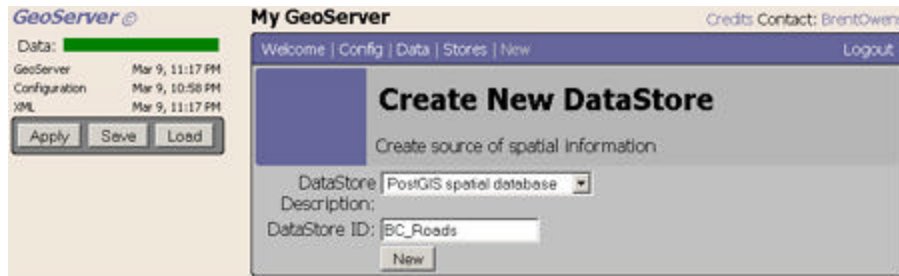 GeoServer ©
Data:
GeoServer Mar 9, 11:17 PM
Configuration Mar 9, 10:58 PM
XML Mar 9, 11:17 PM
Apply Save Load
My GeoServer
Credits Contact: BrentOwens
Welcome | Config | Data | Stores | New
Logout
Create New DataStore
Create source of spatial information
DataStore Description: PostGIS spatial database
DataStore ID: BC_Roads
New